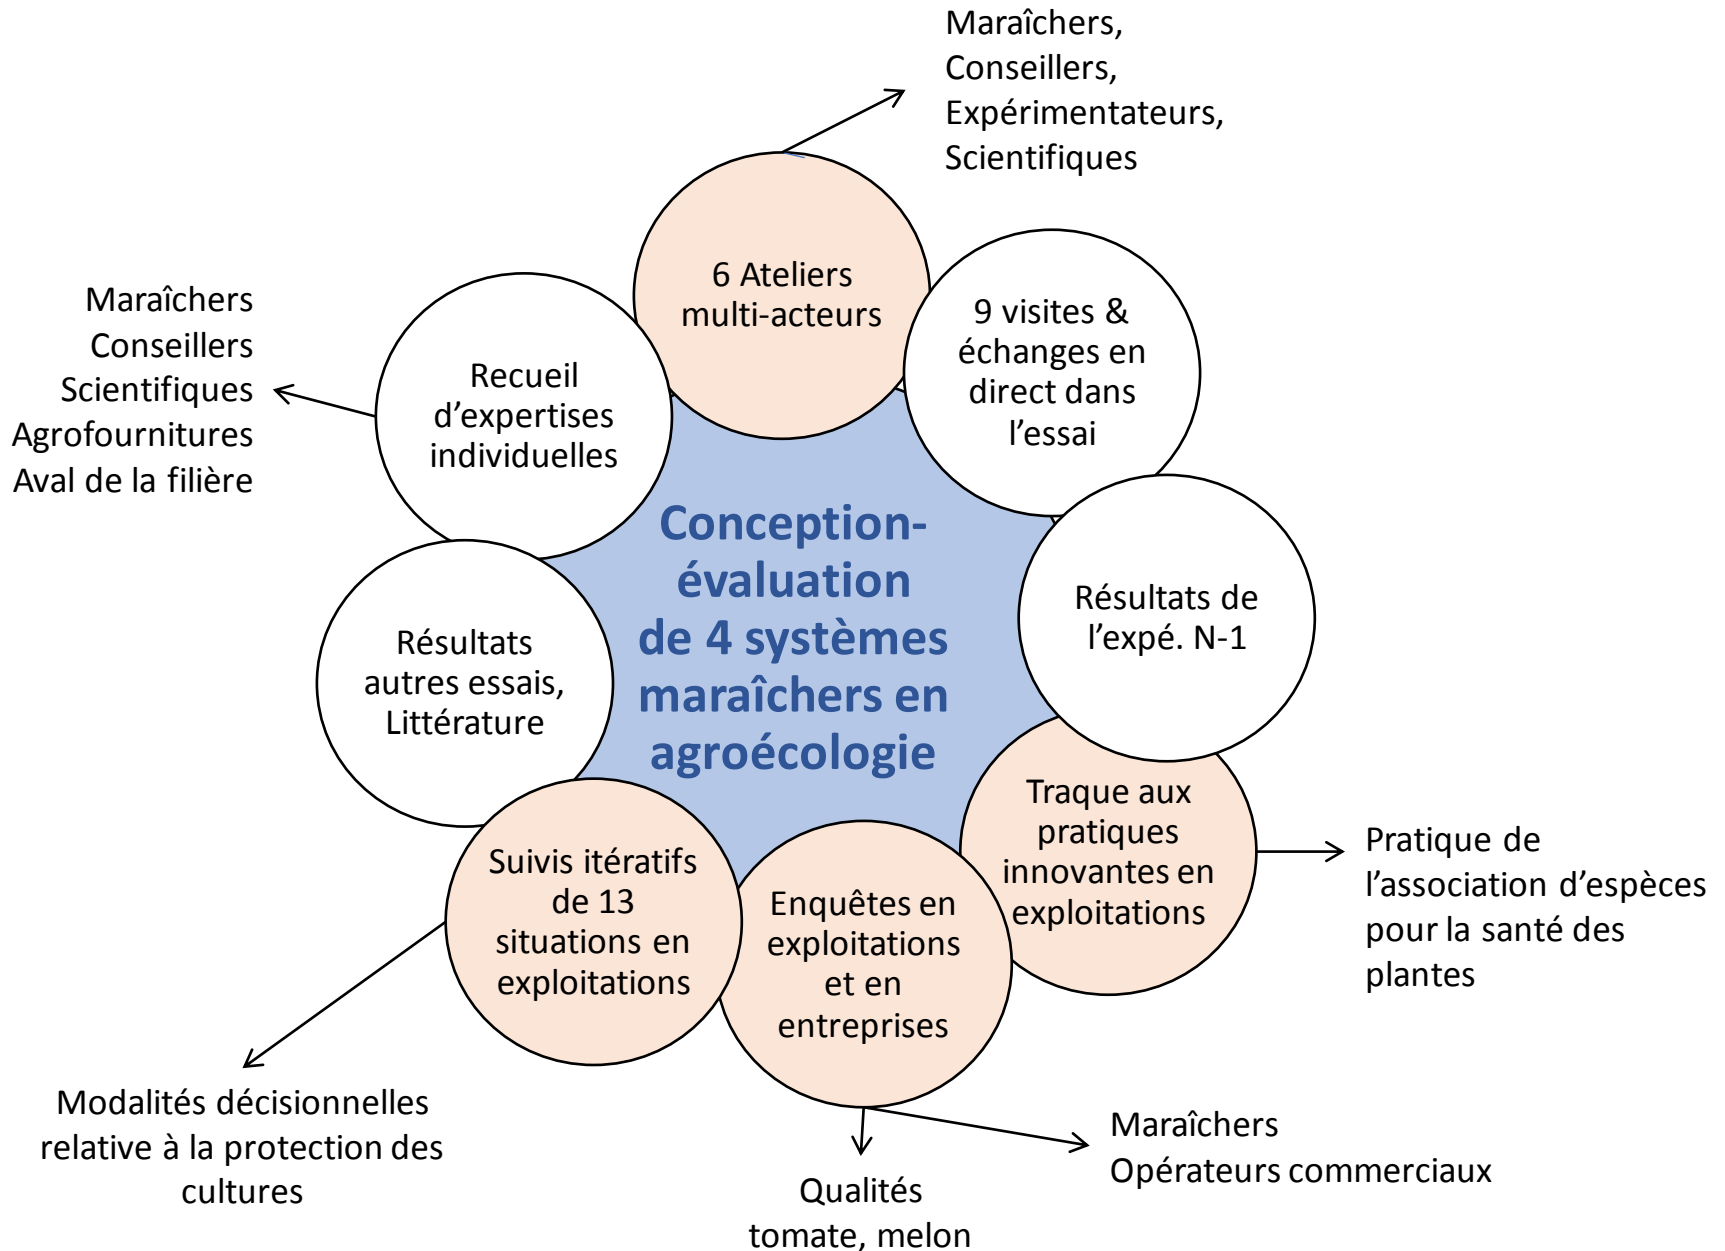 Maraîchers,
Conseillers,
Expérimentateurs,
Scientifiques
6 Ateliers
multi-acteurs
9 visites &
échanges en
direct dans
l'essai
Maraîchers
Conseillers
Scientifiques
Agrofournitures
Aval de la filière
Recueil
d'expertises
individuelles
Conception-
évaluation
de 4 systèmes
maraîchers en
agroécologie
Résultats de
l'expé. N-1
Résultats
autres essais,
Littérature
Traque aux
pratiques
innovantes en
exploitations
Pratique de
l'association d'espèces
pour la santé des
plantes
Suivis itératifs
de 13
situations en
exploitations
Enquêtes en
exploitations
et en
entreprises
Modalités décisionnelles
relative à la protection des
cultures
Maraîchers
Opérateurs commerciaux
Qualités
tomate, melon